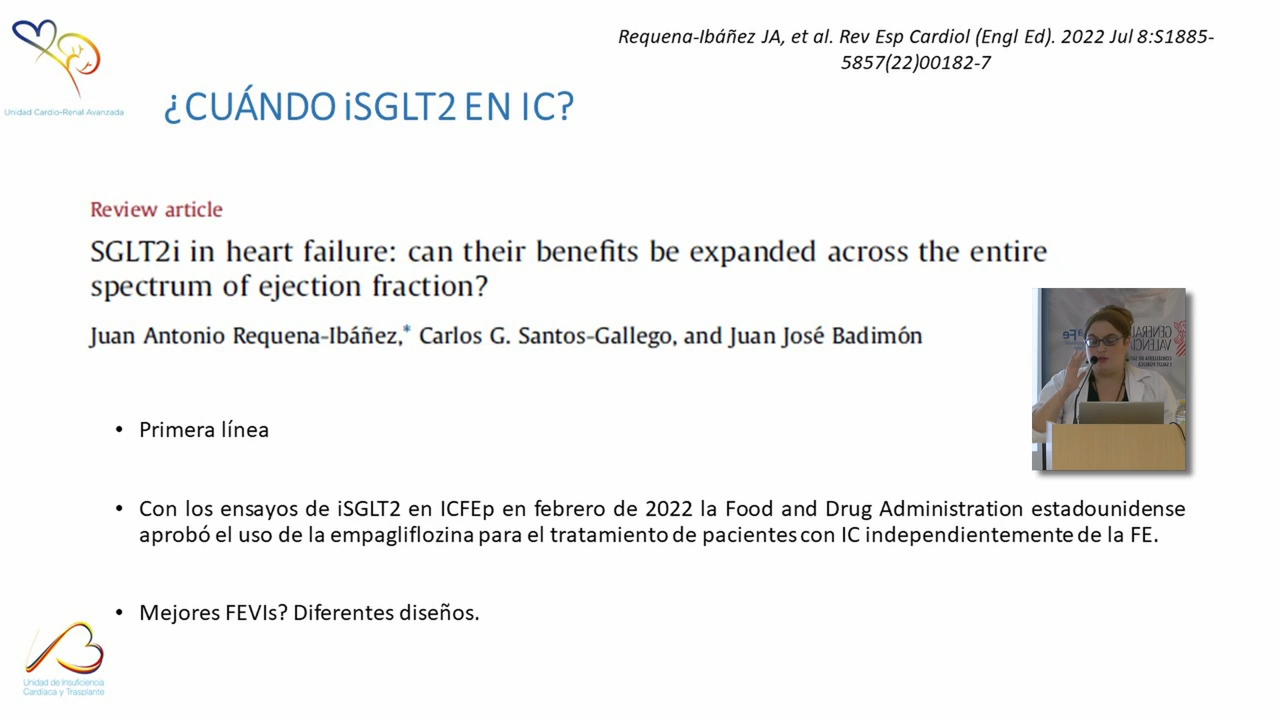 Requena-Ibáñez JA, et al. Rev Esp Cardiol (Engl Ed). 2022 Jul 8:S1885-
5857(22)00182-7
Unidad Cardio-Renal Avanzada
¿CUÁNDO iSGLT2 EN IC?
Review article
SGLT2i in heart failure: can their benefits be expanded across the entire
spectrum of ejection fraction?
Juan Antonio Requena-Ibáñez,* Carlos G. Santos-Gallego, and Juan José Badimón
• Primera línea
• Con los ensayos de iSGLT2 en ICFEp en febrero de 2022 la Food and Drug Administration estadounidense
aprobó el uso de la empagliflozina para el tratamiento de pacientes con IC independientemente de la FE.
• Mejores FEVIs? Diferentes diseños.
Unidad de Insuficiencia
Cardíaca y Trasplante
GENERAL
VALENCI